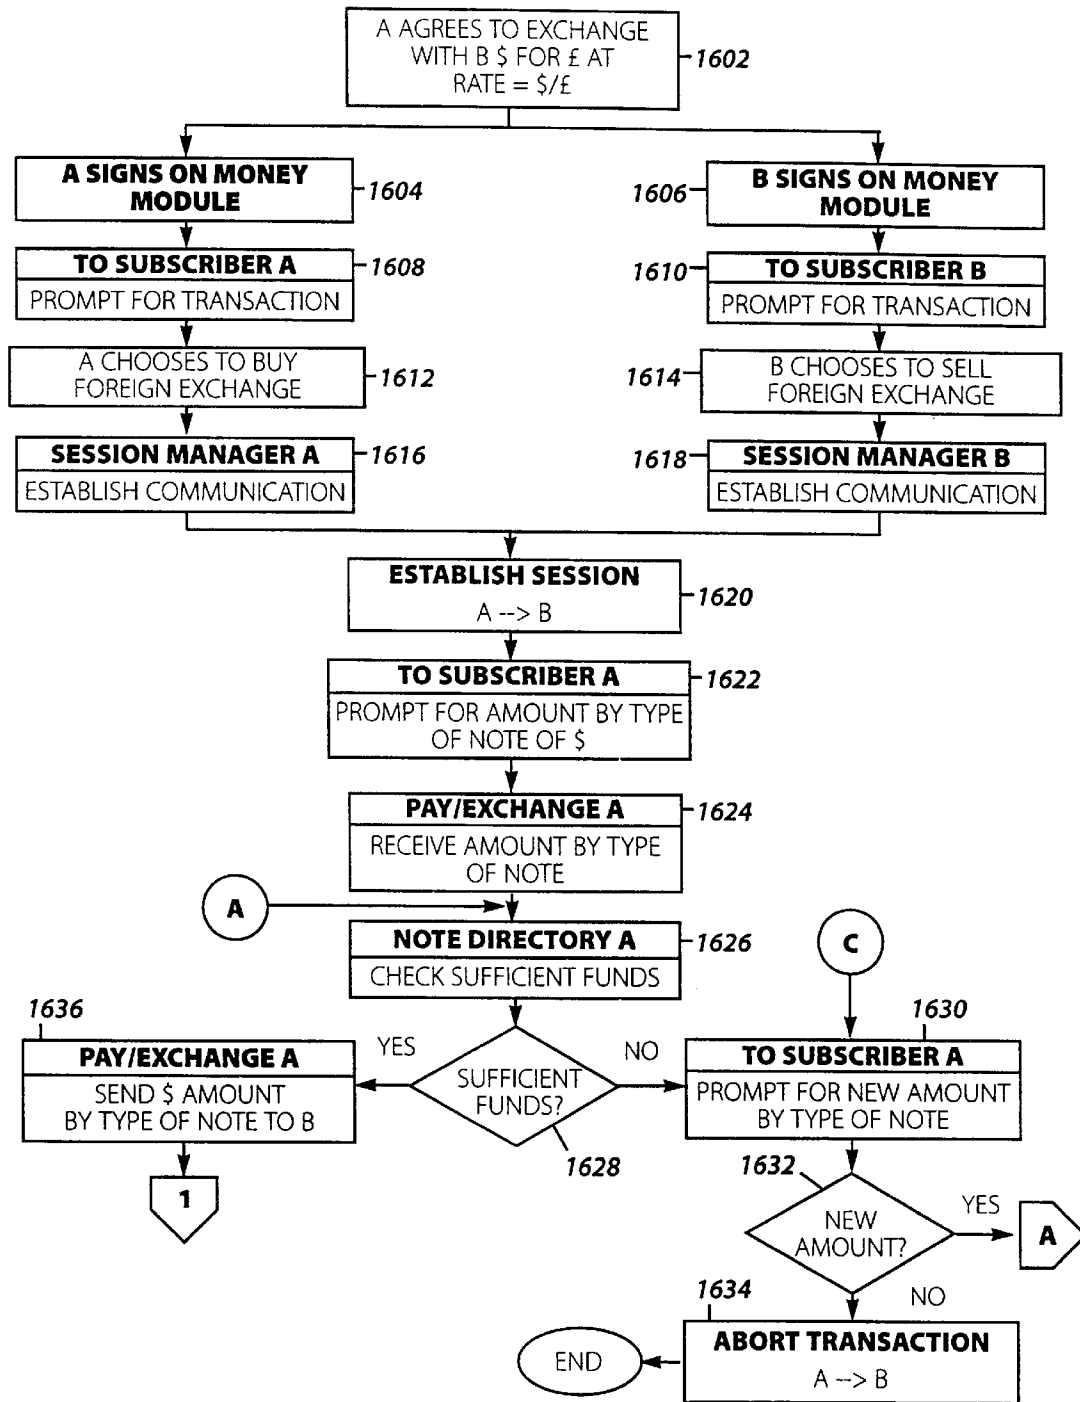 A AGREES TO EXCHANGE
WITH B $ FOR £ AT
RATE = $/£
1602
A SIGNS ON MONEY
MODULE
1604
1606
B SIGNS ON MONEY
MODULE
TO SUBSCRIBER A
PROMPT FOR TRANSACTION
1608
1610
TO SUBSCRIBER B
PROMPT FOR TRANSACTION
A CHOOSES TO BUY
FOREIGN EXCHANGE
1612
1614
B CHOOSES TO SELL
FOREIGN EXCHANGE
SESSION MANAGER A
ESTABLISH COMMUNICATION
1616
1618
SESSION MANAGER B
ESTABLISH COMMUNICATION
ESTABLISH SESSION
A --> B
1620
TO SUBSCRIBER A
PROMPT FOR AMOUNT BY TYPE
OF NOTE OF $
1622
PAY/EXCHANGE A
RECEIVE AMOUNT BY TYPE
OF NOTE
1624
A
NOTE DIRECTORY A
CHECK SUFFICIENT FUNDS
1626
C
1636
PAY/EXCHANGE A
SEND $ AMOUNT
BY TYPE OF NOTE TO B
YES
SUFFICIENT
FUNDS?
NO
1628
1630
TO SUBSCRIBER A
PROMPT FOR NEW AMOUNT
BY TYPE OF NOTE
1
1632
NEW
AMOUNT?
YES
A
NO
1634
ABORT TRANSACTION
A --> B
END